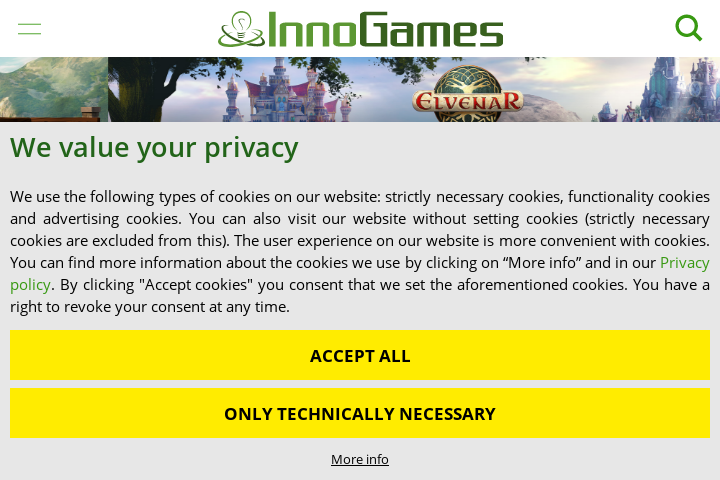 InnoGames
ELVENAR
We value your privacy
We use the following types of cookies on our website: strictly necessary cookies, functionality cookies
and advertising cookies. You can also visit our website without setting cookies (strictly necessary
cookies are excluded from this). The user experience on our website is more convenient with cookies.
You can find more information about the cookies we use by clicking on “More info” and in our Privacy
policy. By clicking "Accept cookies" you consent that we set the aforementioned cookies. You have a
right to revoke your consent at any time.
ACCEPT ALL
ONLY TECHNICALLY NECESSARY
More info